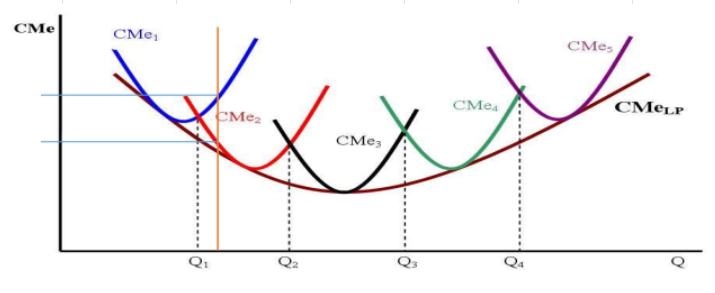 CMe
CMe₁
CMe₂
CMe₃
CMe₄
CMe₅
CMeLP
Q₁
Q₂
Q₃
Q₄
Q